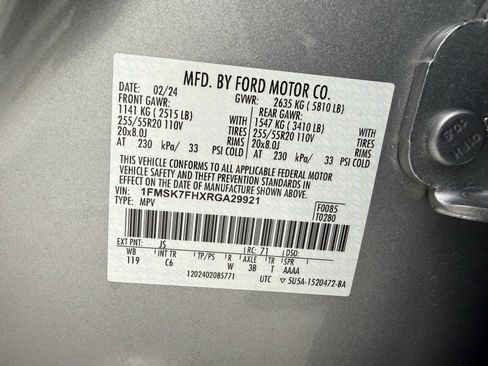 MFD. BY FORD MOTOR CO.
DATE: 02/24 GVWR: 2635 KG ( 5810 LB)
FRONT GAWR: REAR GAWR:
1141 KG ( 2515 LB) WITH 1547 KG ( 3410 LB) WITH
255/55R20 110V TIRES 255/55R20 110V TIRES
20x8.0J RIMS 20x8.0J RIMS
AT 230 kPa/ 33 PSI COLD AT 230 kPa/ 33 PSI COLD
THIS VEHICLE CONFORMS TO ALL APPLICABLE FEDERAL MOTOR
VEHICLE SAFETY AND THEFT PREVENTION STANDARDS IN
EFFECT ON THE DATE OF MANUFACTURE SHOWN ABOVE.
VIN: 1FMSK7FHXRGA29921 F0085
TYPE: MPV T0280
EXT PNT: JS RC: 71 DSO:
WB INT TR TP/PS R AXLE TR SPR
119 C6 W 3B T AAAA
1202402085771 UTC ▽ 5U5A-1520472-BA